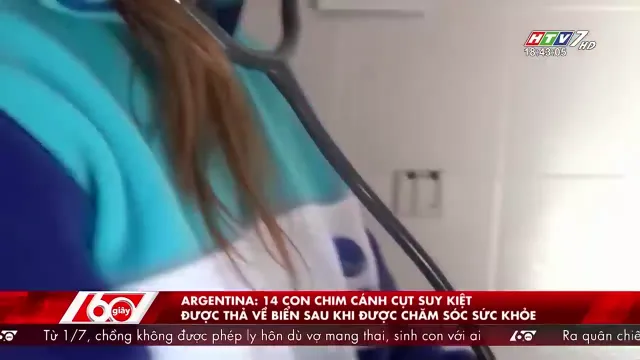 HTV7 HD
18:43:05
60 giây
ARGENTINA: 14 CON CHIM CÁNH CỤT SUY KIỆT
ĐƯỢC THẢ VỀ BIỂN SAU KHI ĐƯỢC CHĂM SÓC SỨC KHỎE
Từ 1/7, chồng không được phép ly hôn dù vợ mang thai, sinh con với ai
60
Ra quân chiế